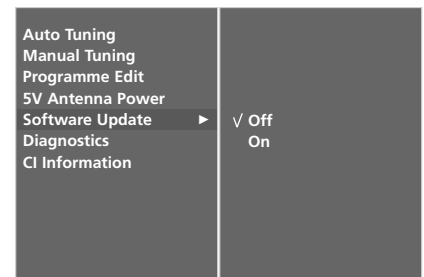 Auto Tuning
Manual Tuning
Programme Edit
5V Antenna Power
Software Update ► √ Off
Diagnostics On
CI Information